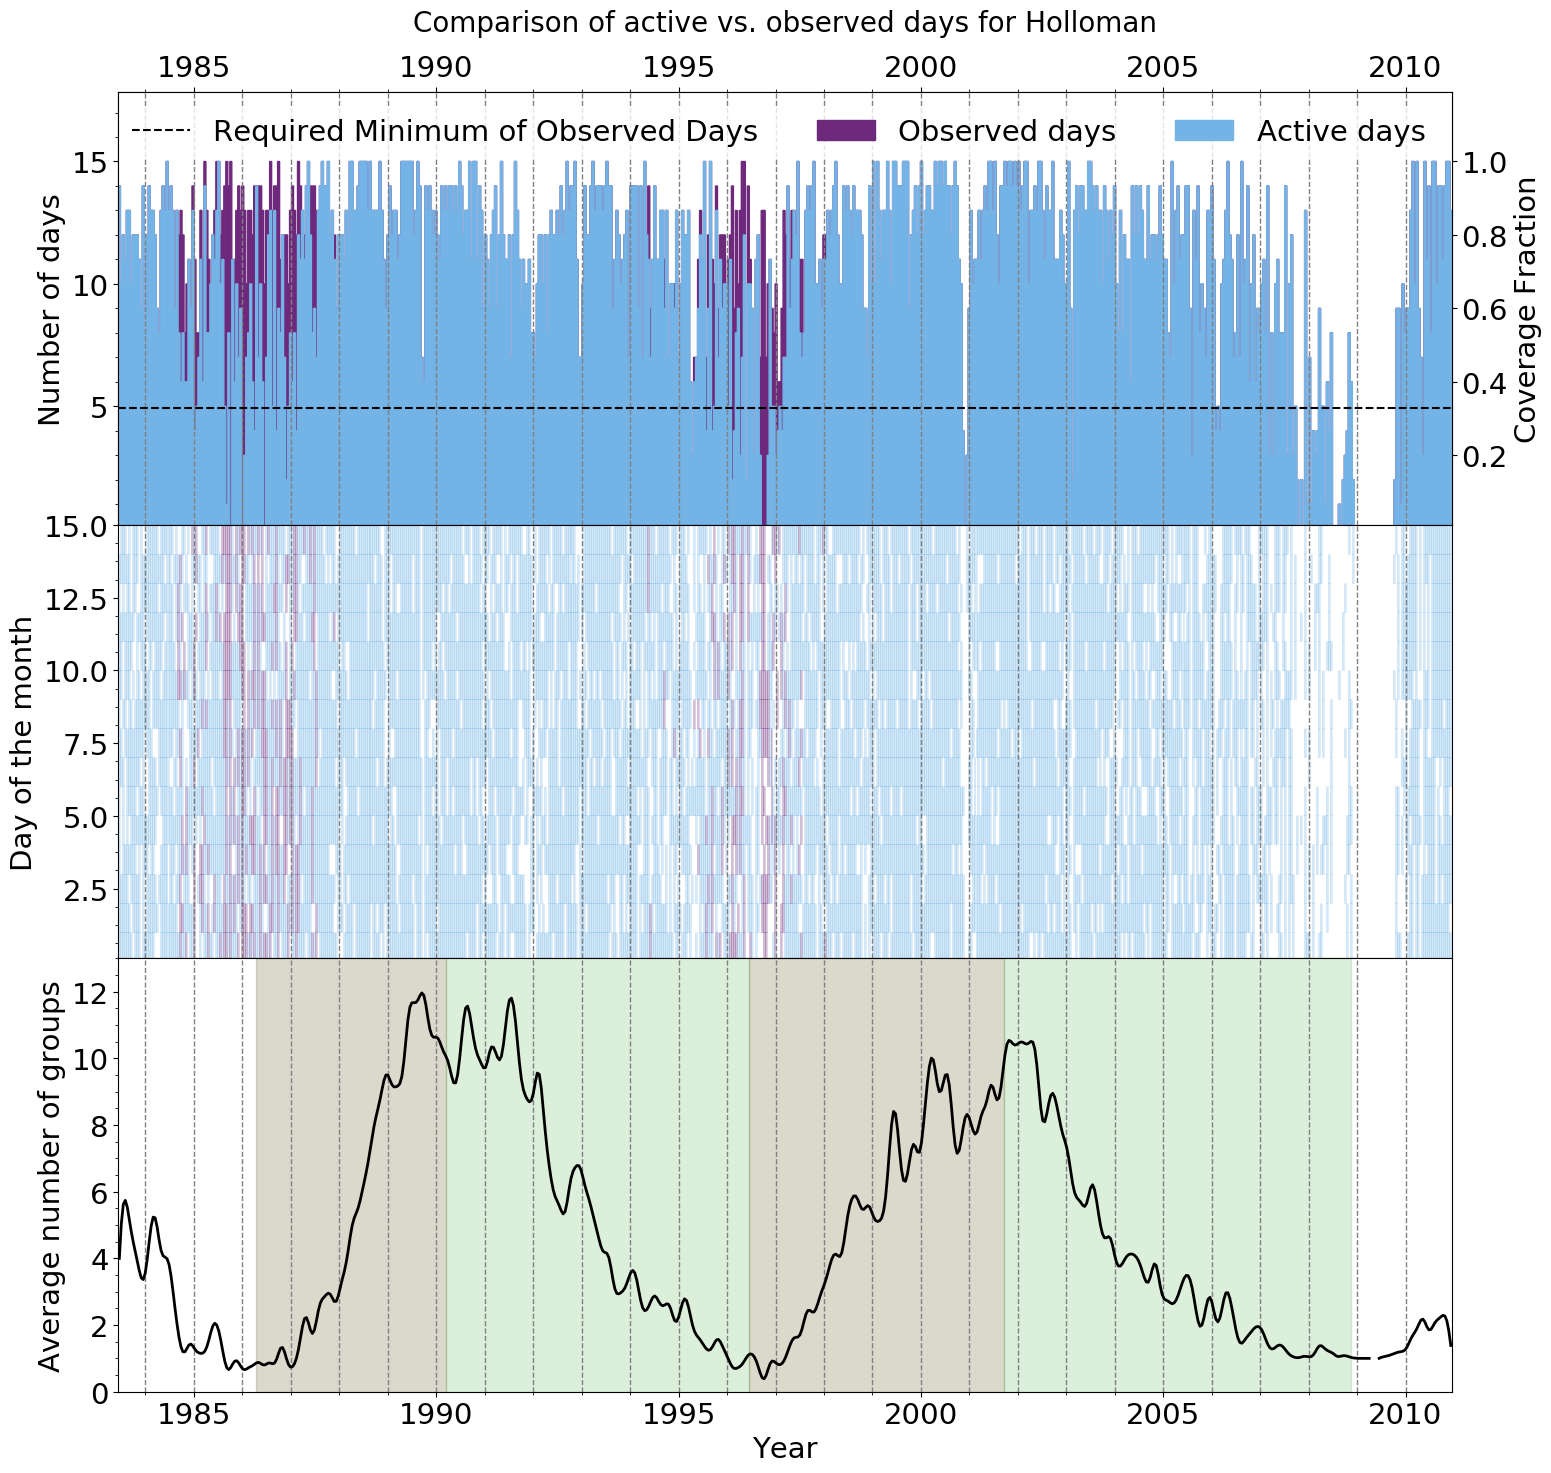 Comparison of active vs. observed days for Holloman
1985 1990 1995 2000 2005 2010
Required Minimum of Observed Days Observed days Active days
Number of days
15
10
5
Coverage Fraction
1.0
0.8
0.6
0.4
0.2
Day of the month
15.0
12.5
10.0
7.5
5.0
2.5
Average number of groups
12
10
8
6
4
2
0
1985 1990 1995 2000 2005 2010
Year